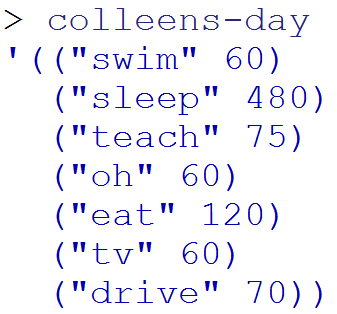 > colleens-day
'(("swim" 60)
("sleep" 480)
("teach" 75)
("oh" 60)
("eat" 120)
("tv" 60)
("drive" 70))